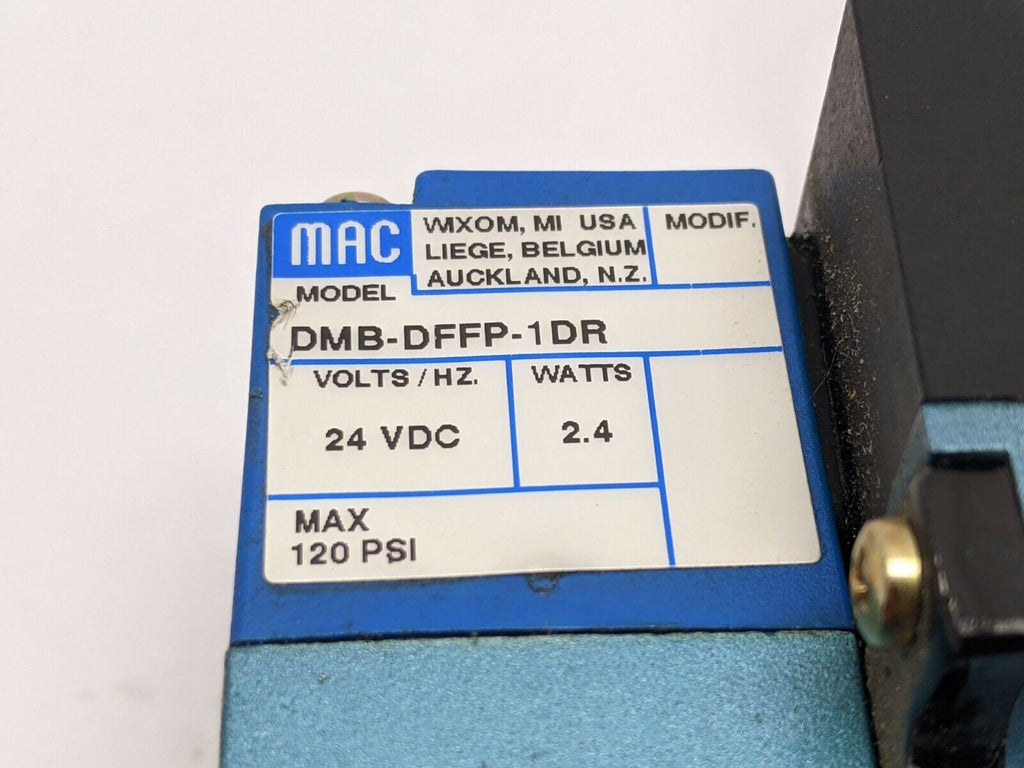 MAC
WIXOM, MI USA
LIEGE, BELGIUM
AUCKLAND, N.Z.
MODIF.
MODEL
DMB-DFFP-1DR
VOLTS / HZ.
24 VDC
WATTS
2.4
MAX
120 PSI